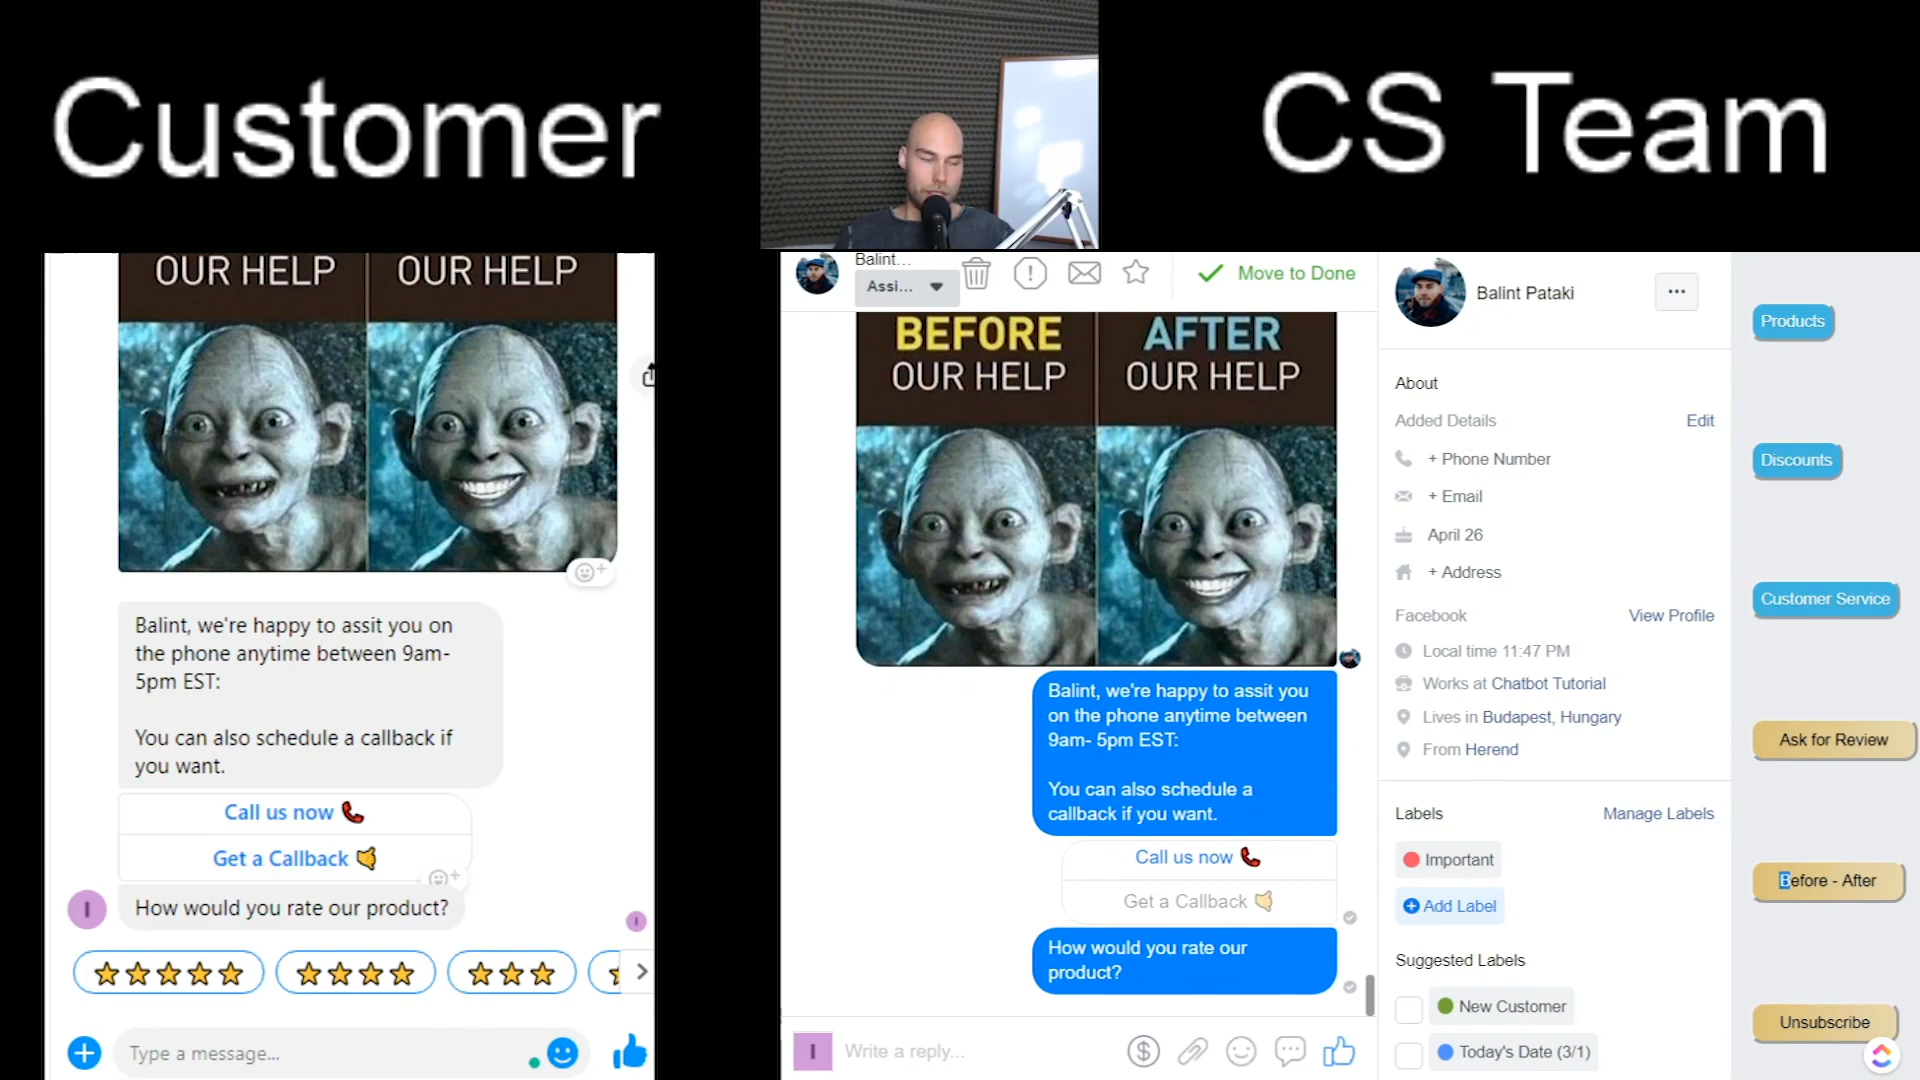 Customer
CS Team
OUR HELP OUR HELP
Balint, we're happy to assit you on
the phone anytime between 9am-
5pm EST:
You can also schedule a callback if
you want.
Call us now
Get a Callback
I
How would you rate our product?
I
Type a message...
Balint...
Assi...
Move to Done
BEFORE AFTER
OUR HELP OUR HELP
Balint, we're happy to assit you
on the phone anytime between
9am- 5pm EST:
You can also schedule a
callback if you want.
Call us now
Get a Callback
How would you rate our
product?
I
Write a reply...
Balint Pataki
...
About
Added Details Edit
+ Phone Number
+ Email
April 26
+ Address
Facebook View Profile
Local time 11:47 PM
Works at Chatbot Tutorial
Lives in Budapest, Hungary
From Herend
Labels Manage Labels
Important
Add Label
Suggested Labels
New Customer
Today's Date (3/1)
Products
Discounts
Customer Service
Ask for Review
Before - After
Unsubscribe